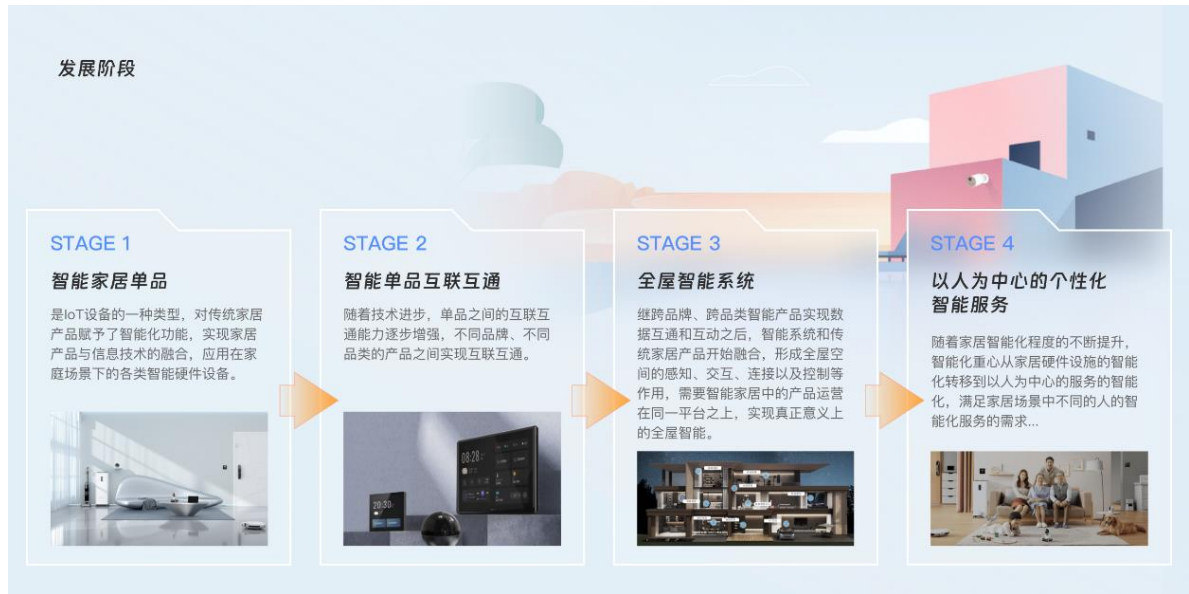 发展阶段
STAGE 1
智能家居单品
是IoT设备的一种类型，对传统家居
产品赋予了智能化功能，实现家居
产品与信息技术的融合，应用在家
庭场景下的各类智能硬件设备。
STAGE 2
智能单品互联互通
随着技术进步，单品之间的互联互
通能力逐步增强，不同品牌、不同
品类的产品之间实现互联互通。
08:28
20:30
STAGE 3
全屋智能系统
继跨品牌、跨品类智能产品实现数
据互通和互动之后，智能系统和传
统家居产品开始融合，形成全屋空
间的感知、交互、连接以及控制等
作用，需要智能家居中的产品运营
在同一平台之上，实现真正意义上
的全屋智能。
STAGE 4
以人为中心的个性化
智能服务
随着家居智能化程度的不断提升，
智能化重心从家居硬件设施的智能
化转移到以人为中心的服务的智能
化，满足家居场景中不同的人的智
能化服务的需求...